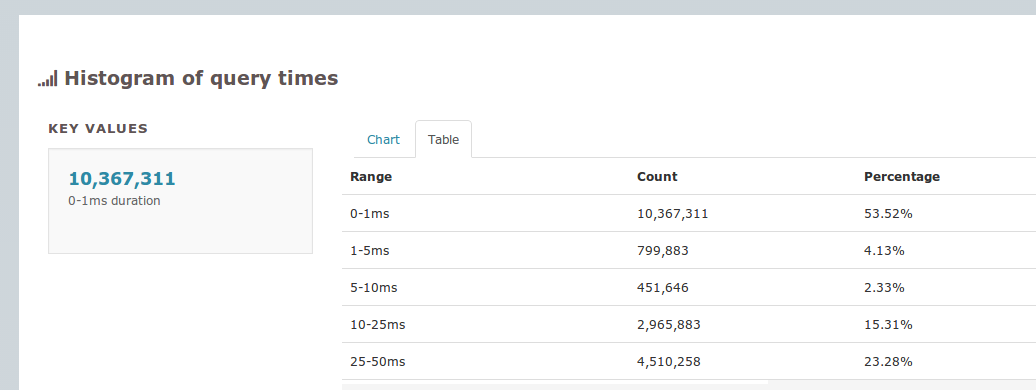 Histogram of query times
KEY VALUES
10,367,311
0-1ms duration
Chart Table
Range Count Percentage
0-1ms 10,367,311 53.52%
1-5ms 799,883 4.13%
5-10ms 451,646 2.33%
10-25ms 2,965,883 15.31%
25-50ms 4,510,258 23.28%